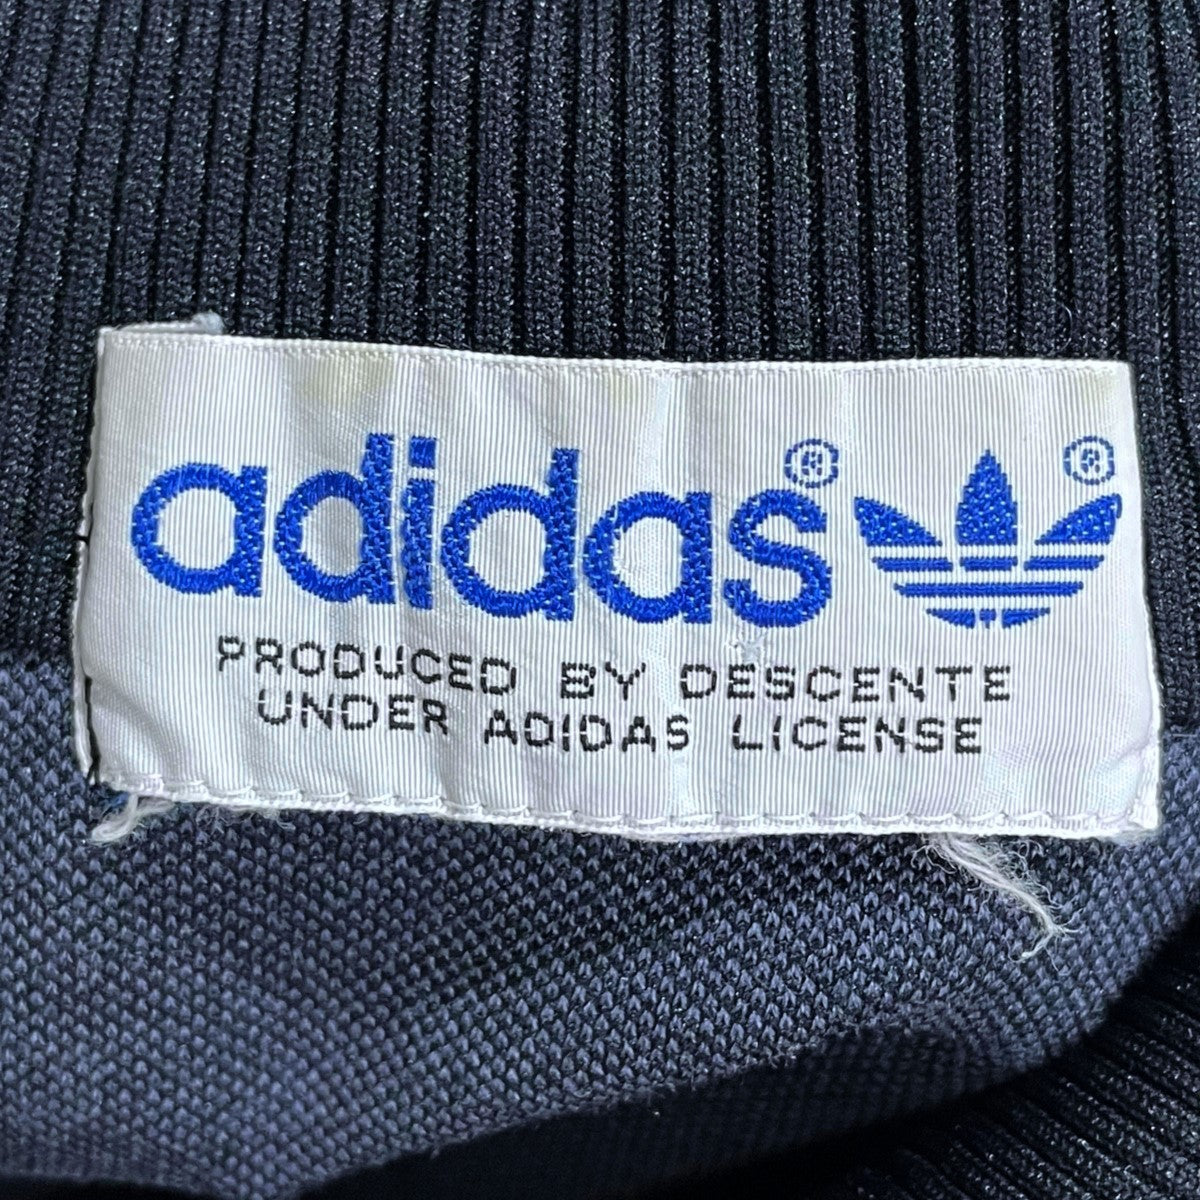 adidas®
®
PRODUCED BY DESCENTE
UNDER ADIDAS LICENSE